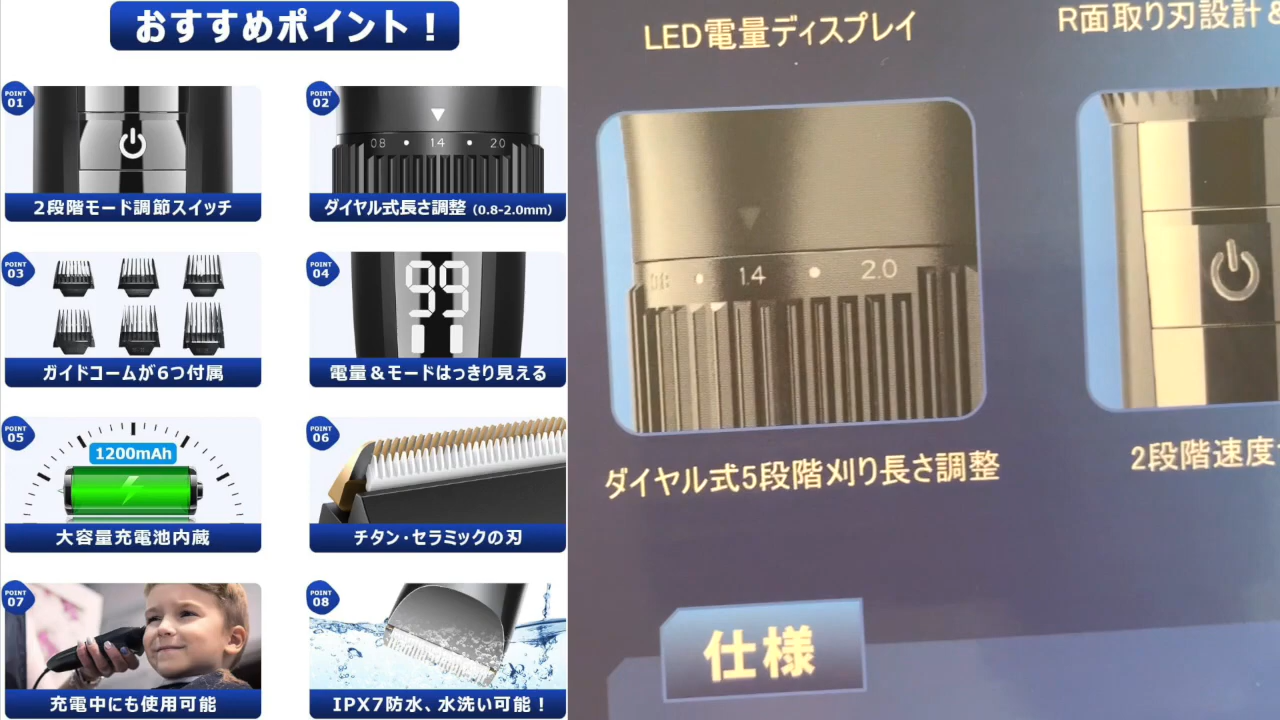 おすすめポイント！
POINT
01
2段階モード調節スイッチ
POINT
02
08 • 14 • 20
ダイヤル式長さ調整 (0.8-2.0mm)
POINT
03
ガイドコームが6つ付属
POINT
04
99
電量＆モードはっきり見える
POINT
05
1200mAh
大容量充電池内蔵
POINT
06
チタン・セラミックの刃
POINT
07
充電中にも使用可能
POINT
08
IPX7防水、水洗い可能！
LED電量ディスプレイ
R面取り刃設計＆
• 1.4 • 2.0
ダイヤル式5段階刈り長さ調整
2段階速度
仕様